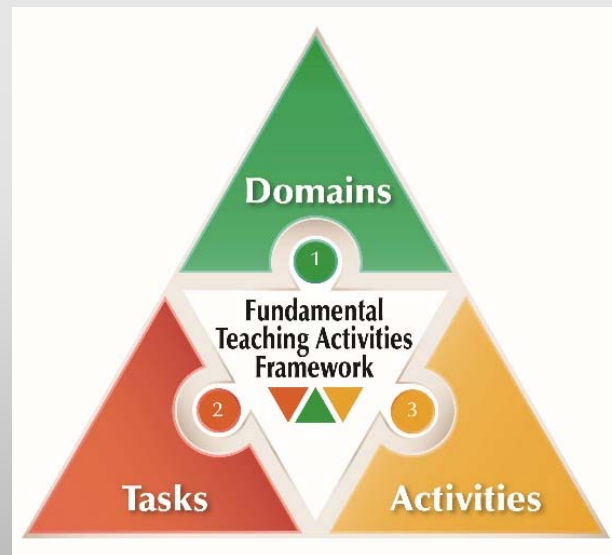 Domains
1
Fundamental
Teaching Activities
Framework
2
3
Tasks
Activities